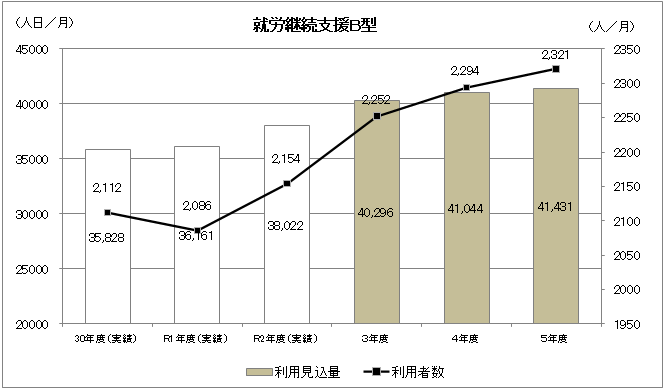 就労継続支援B型
(人日／月)
(人／月)
45000
40000
35000
30000
25000
20000
2350
2300
2250
2200
2150
2100
2050
2000
1950
2,112
2,086
2,154
2,252
2,294
2,321
35,828
36,161
38,022
40,296
41,044
41,431
30年度(実績)
R1年度(実績)
R2年度(実績)
3年度
4年度
5年度
利用見込量
利用者数